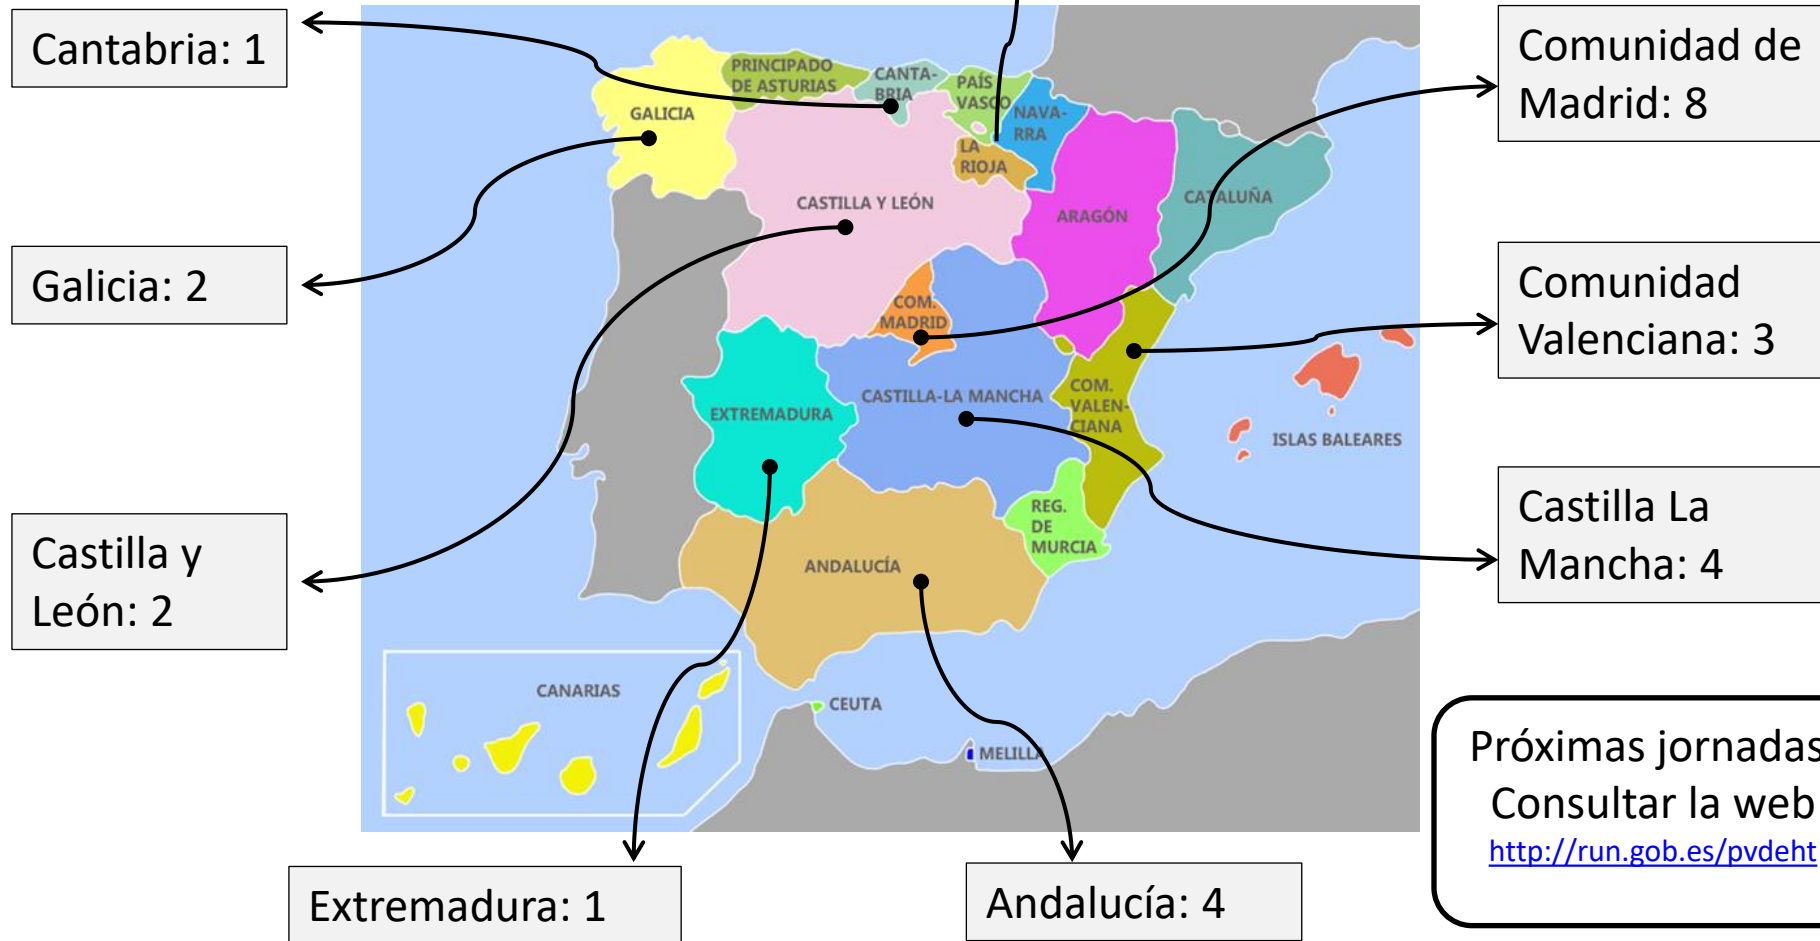 Cantabria: 1
Comunidad de
Madrid: 8
PRINCIPADO
DE ASTURIAS
CANTA-
BRIA
PAÍS
VASCO
NAVA-
RRA
GALICIA
LA
RIOJA
CASTILLA Y LEÓN
ARAGÓN
CATALUÑA
Galicia: 2
Comunidad
Valenciana: 3
COM.
MADRID
EXTREMADURA
CASTILLA-LA MANCHA
COM.
VALEN-
CIANA
ISLAS BALEARES
Castilla y
León: 2
Castilla La
Mancha: 4
REG.
DE
MURCIA
ANDALUCÍA
CANARIAS
CEUTA
MELILLA
Próximas jornadas
Consultar la web
http://run.gob.es/pvdeht
Extremadura: 1
Andalucía: 4